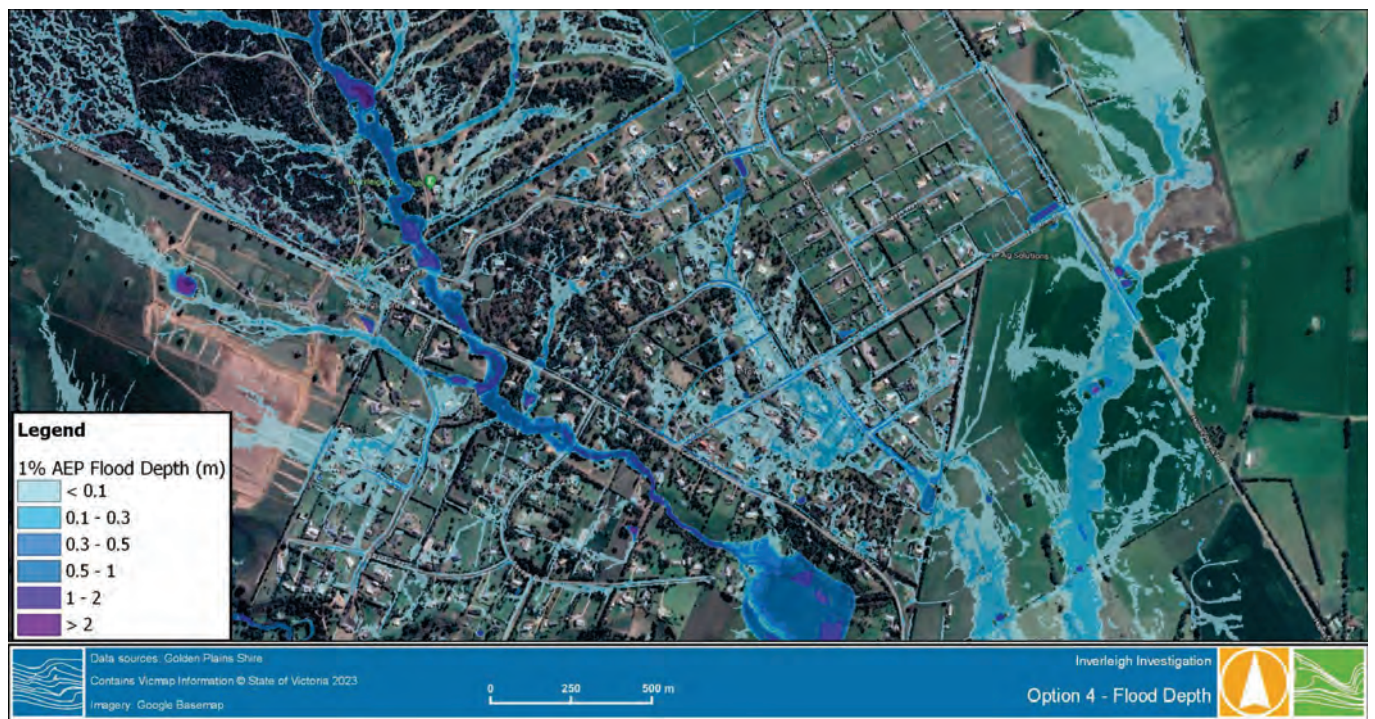 Ag Solutions
Legend
1% AEP Flood Depth (m)
< 0.1
0.1 - 0.3
0.3 - 0.5
0.5 - 1
1 - 2
> 2
Data sources: Golden Plains Shire
Contains Vicmap Information © State of Victoria 2023
Imagery: Google Basemap
0 250 500 m
Inverleigh Investigation
Option 4 - Flood Depth